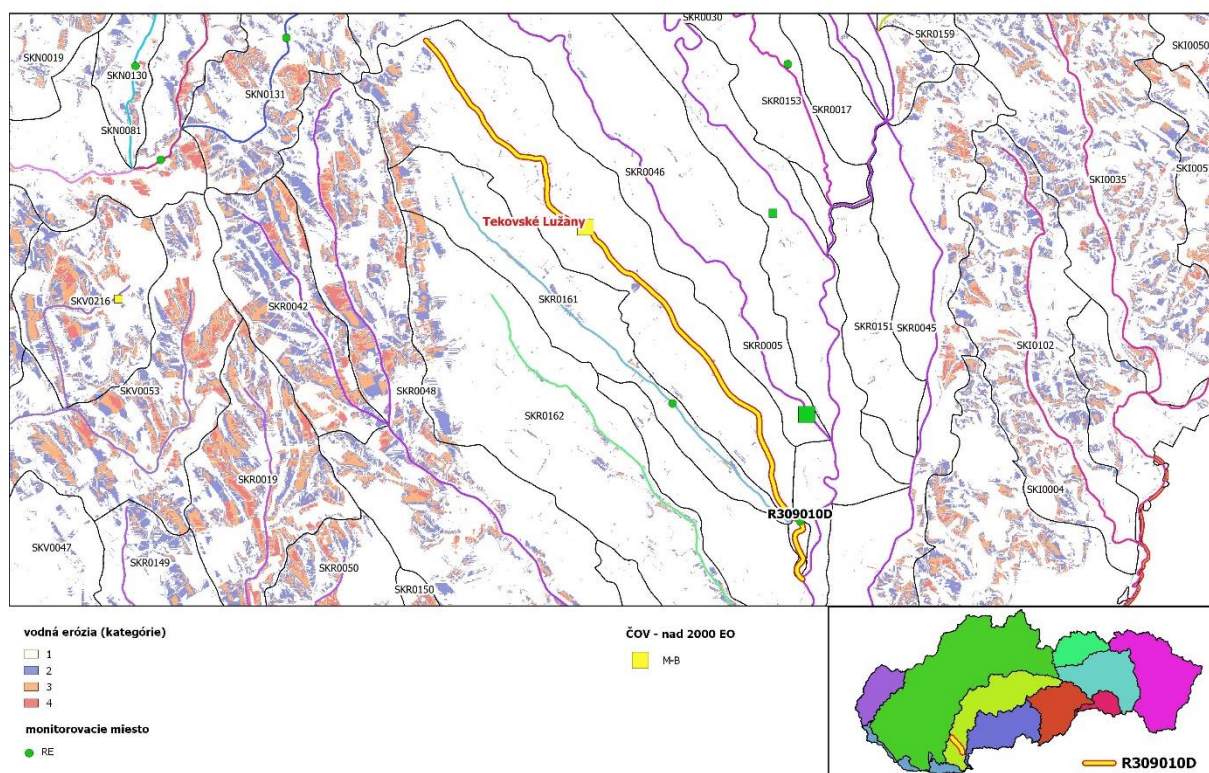 SKR0030
SKR0159
SKI0050
SKN0019
SKN0130
SKN0131
SKR0153
SKR0017
SKN0081
SKR0046
SKI0035
SKI005
Tekovské Lužany
SKV0216
SKR0042
SKR0161
SKR0151
SKR0045
SKR0005
SKI0102
SKV0053
SKR0048
SKR0162
SKR0019
SKI0004
R309010D
SKV0047
SKR0149
SKR0050
SKR0150
vodná erózia (kategórie)
1
2
3
4
monitorovacie miesto
RE
ČOV - nad 2000 EO
M-B
R309010D